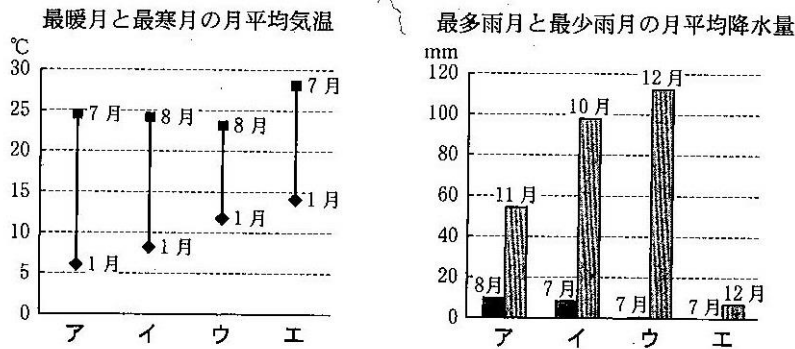 最暖月と最寒月の月平均気温
℃
30
25
20
15
10
5
0
7月
8月
8月
7月
1月
1月
1月
1月
ア イ ウ エ
最多雨月と最少雨月の月平均降水量
mm
120
100
80
60
40
20
0
12月
10月
11月
8月
7月
7月
7月
12月
ア イ ウ エ